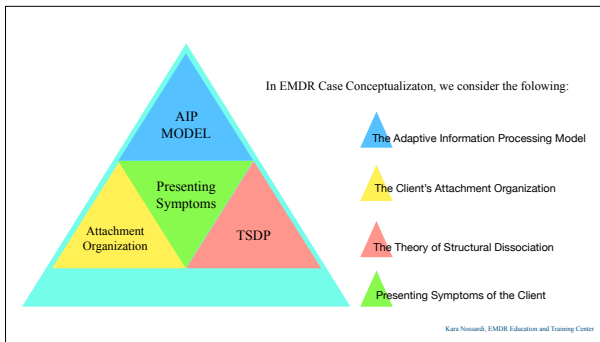 In EMDR Case Conceptualizaton, we consider the folowing:
AIP
MODEL
Presenting
Symptoms
Attachment
Organization
TSDP
The Adaptive Information Processing Model
The Client's Attachment Organization
The Theory of Structural Dissociation
Presenting Symptoms of the Client
Kara Nossardi, EMDR Education and Training Center